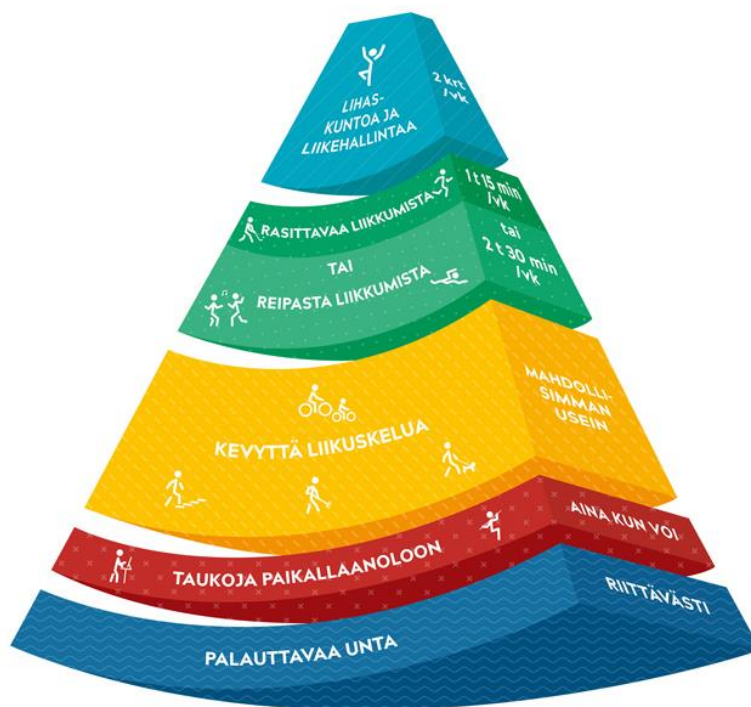 LIHAS-
KUNTOA JA
LIIKEHALLINTAA
2 krt
/vk
RASITTAVAA LIIKKUMISTA
1 t 15 min
/vk
TAI
REIPASTA LIIKKUMISTA
tai
2 t 30 min
/vk
KEVYTTÄ LIIKUSKELUA
MAHDOLLI-
SIMMAN
USEIN
TAUKOJA PAIKALLAANOLOON
AINA KUN VOI
PALAUTTAVAA UNTA
RIITTÄVÄSTI